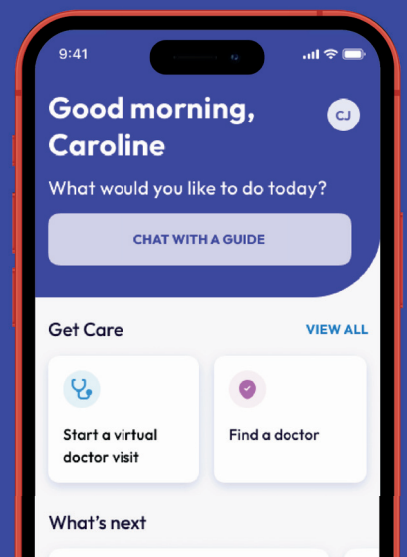 9:41
Good morning,
Caroline
CJ
What would you like to do today?
CHAT WITH A GUIDE
Get Care
VIEW ALL
Start a virtual
doctor visit
Find a doctor
What's next